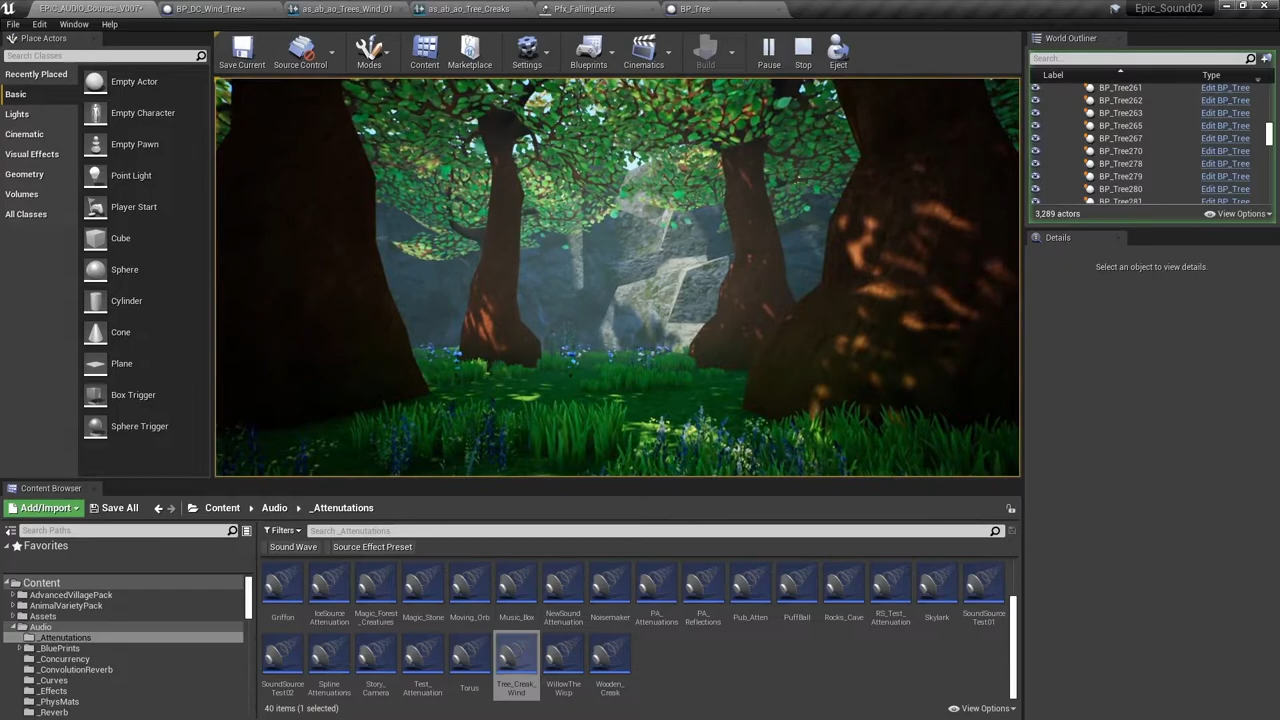 EPIC_AUDIO_Courses_V007*
BP_DC_Wind_Tree*
as_ab_ao_Trees_Wind_01
as_ab_ao_Tree_Creaks
Pfx_FallingLeafs
BP_Tree
Epic_Sound02
File Edit Window Help
Place Actors
Search Classes
Recently Placed
Basic
Lights
Cinematic
Visual Effects
Geometry
Volumes
All Classes
Empty Actor
Empty Character
Empty Pawn
Point Light
Player Start
Cube
Sphere
Cylinder
Cone
Plane
Box Trigger
Sphere Trigger
Save Current
Source Control
Modes
Content
Marketplace
Settings
Blueprints
Cinematics
Build
Pause
Stop
Eject
World Outliner
Search...
Label Type
BP_Tree261 Edit BP_Tree
BP_Tree262 Edit BP_Tree
BP_Tree263 Edit BP_Tree
BP_Tree265 Edit BP_Tree
BP_Tree267 Edit BP_Tree
BP_Tree270 Edit BP_Tree
BP_Tree278 Edit BP_Tree
BP_Tree279 Edit BP_Tree
BP_Tree280 Edit BP_Tree
BP_Tree281 Edit BP_Tree
3,289 actors View Options
Details
Select an object to view details.
Content Browser
Add/Import Save All Content Audio _Attenutations
Search Paths
Favorites
Content
AdvancedVillagePack
AnimalVarietyPack
Assets
Audio
_Attenutations
_BluePrints
_Concurrency
_ConvolutionReverb
_Curves
_Effects
_PhysMats
_Reverb
Filters Search _Attenutations
Sound Wave Source Effect Preset
Griffon
IceSource Attenuation
Magic_Forest _Creatures
Magic_Stone
Moving_Orb
Music_Box
NewSound Attenuation
Noisemaker
PA_ Attenuations
PA_ Reflections
Pub_Atten
PuffBall
Rocks_Cave
RS_Test_ Attenuation
Skylark
SoundSource Test01
SoundSource Test02
Spline Attenuations
Story_ Camera
Test_ Attenuation
Torus
Tree_Creak_ Wind
WillowThe Wisp
Wooden_ Creak
40 items (1 selected) View Options